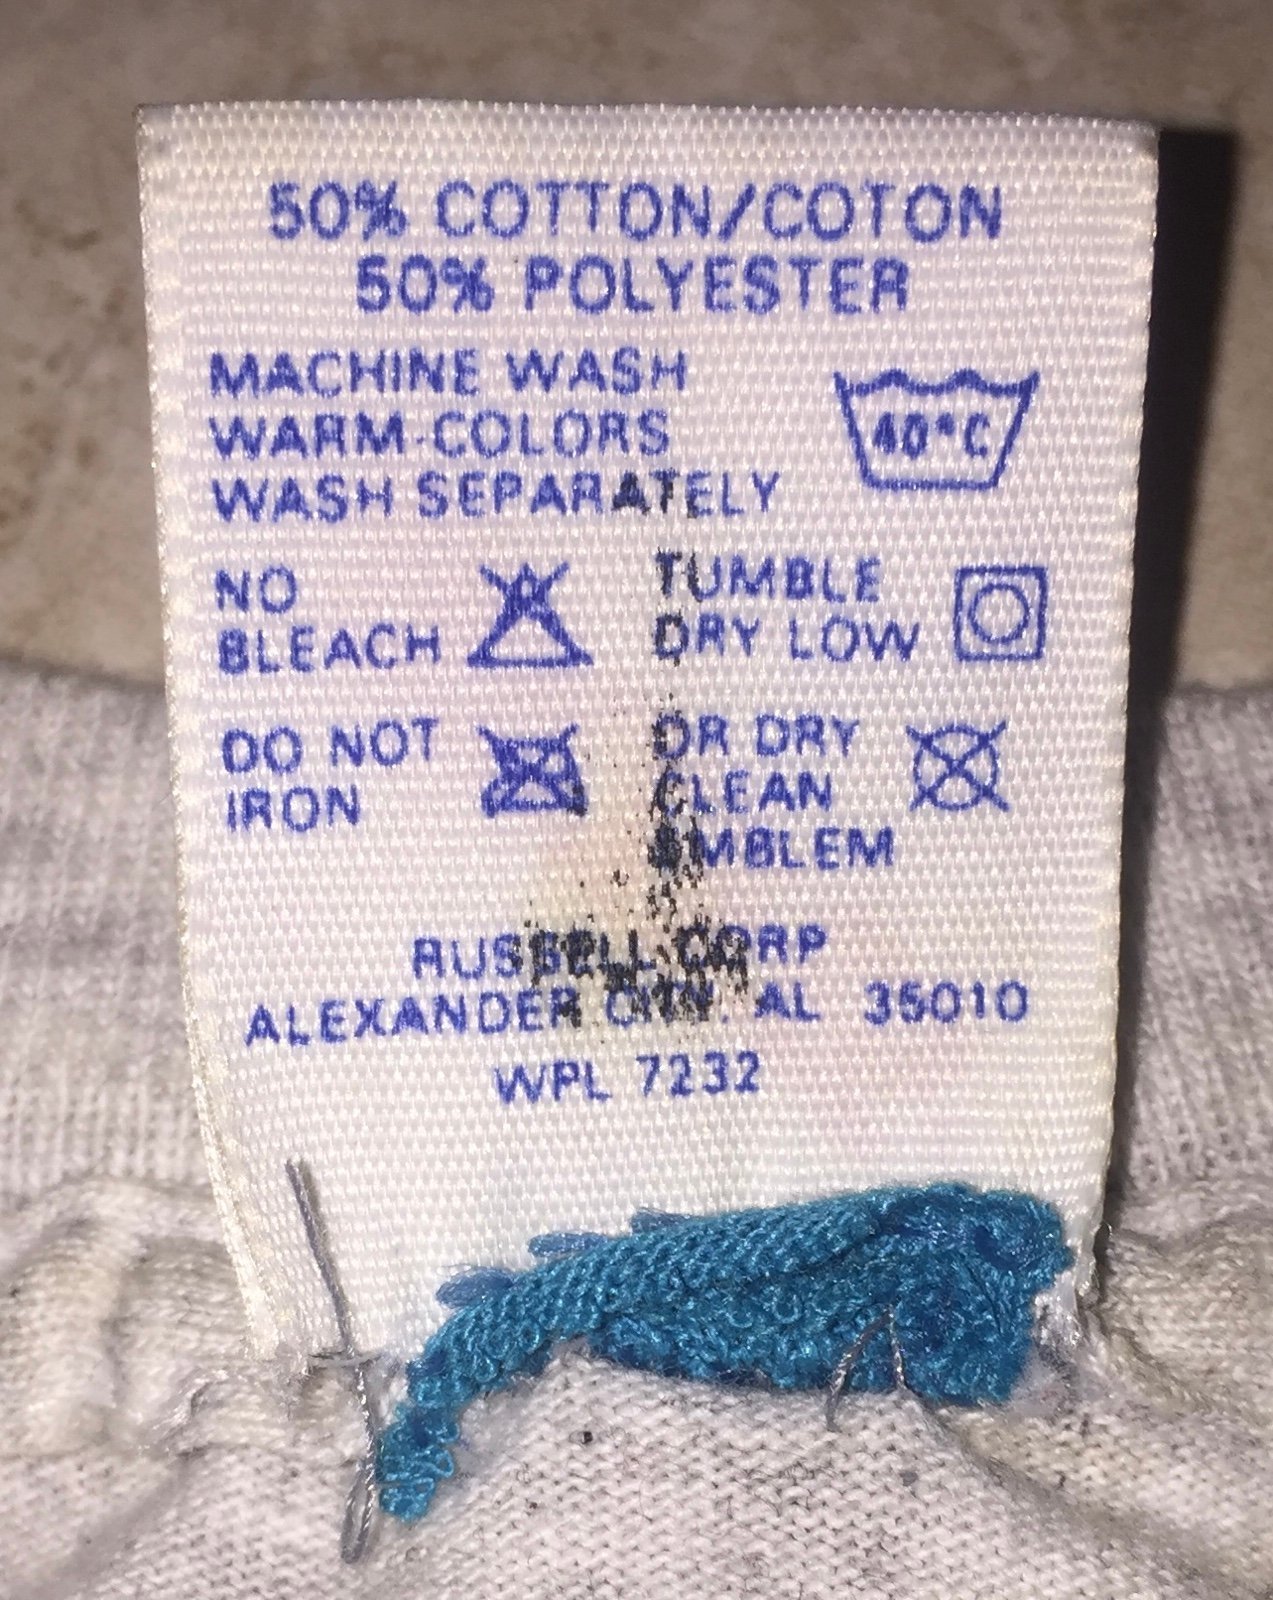 50% COTTON/COTON
50% POLYESTER
MACHINE WASH
WARM-COLORS
WASH SEPARATELY
40°C
NO
BLEACH
TUMBLE
DRY LOW
DO NOT
IRON
OR DRY
CLEAN
EMBLEM
RUSSELL CORP
ALEXANDER CITY. AL 35010
WPL 7232